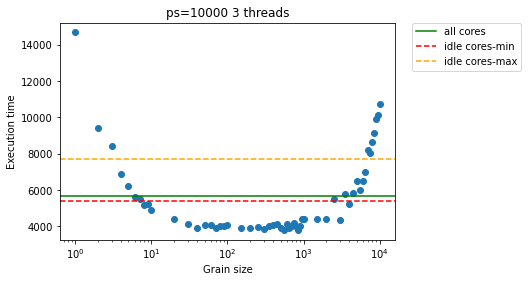 ps=10000 3 threads
all cores
idle cores-min
idle cores-max
Execution time
14000
12000
10000
8000
6000
4000
10^0
10^1
10^2
10^3
10^4
Grain size